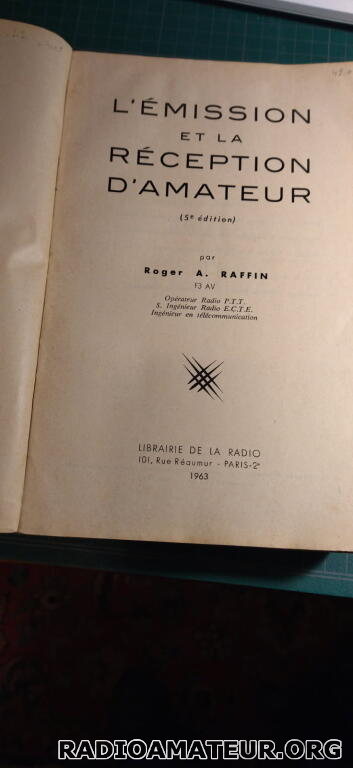 L'ÉMISSION
ET LA
RÉCEPTION
D'AMATEUR
(5e édition)
par
Roger A. RAFFIN
F3 AV
Opérateur Radio P.T.T.
S. Ingénieur Radio E.C.T.E.
Ingénieur en télécommunication
LIBRAIRIE DE LA RADIO
101, Rue Réaumur - PARIS-2e
1963
RADIOAMATEUR.ORG